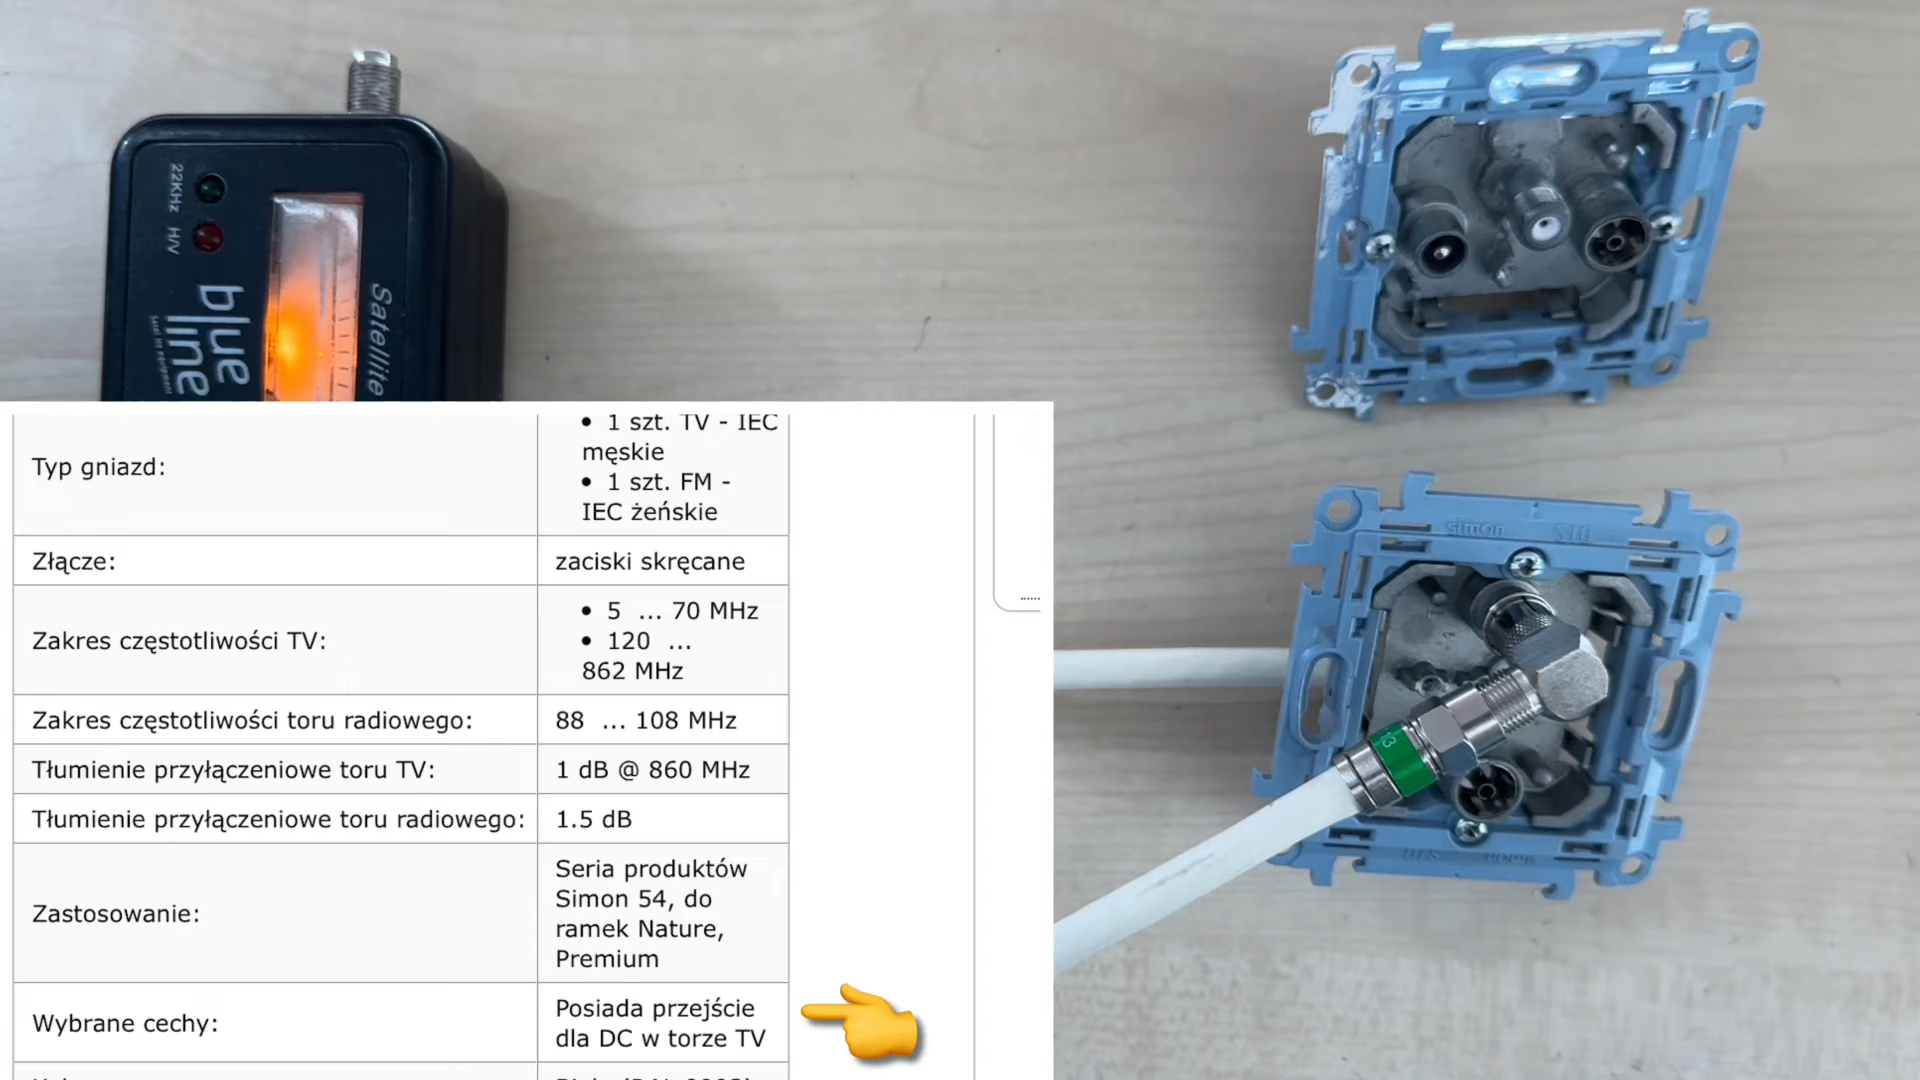 22KHz H/V
blue
line
Satellite
1 szt. TV - IEC
męskie
Typ gniazd:
1 szt. FM -
IEC żeńskie
Złącze:
zaciski skręcane
Zakres częstotliwości TV:
5 ... 70 MHz
120 ...
862 MHz
Zakres częstotliwości toru radiowego:
88 ... 108 MHz
Tłumienie przyłączeniowe toru TV:
1 dB @ 860 MHz
Tłumienie przyłączeniowe toru radiowego:
1.5 dB
Zastosowanie:
Seria produktów
Simon 54, do
ramek Nature,
Premium
Wybrane cechy:
Posiada przejście
dla DC w torze TV
simon